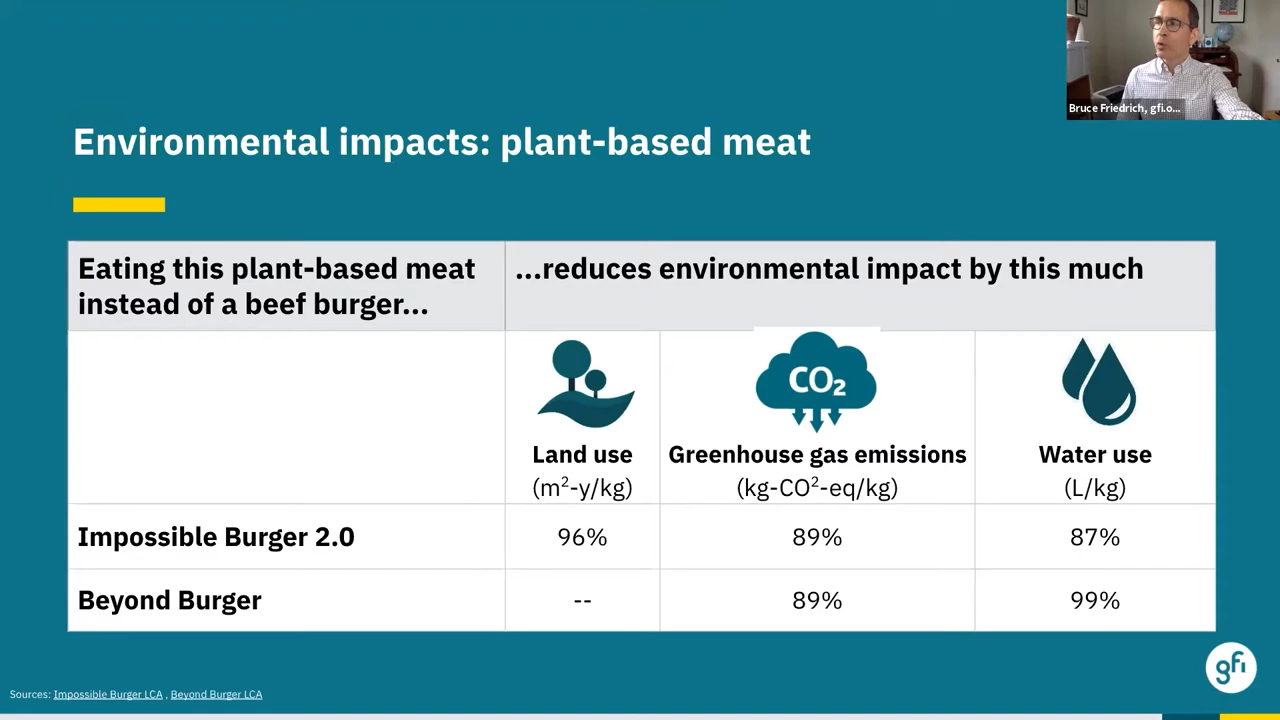 Bruce Friedrich, gfi.o...
Environmental impacts: plant-based meat
Eating this plant-based meat
instead of a beef burger...
...reduces environmental impact by this much
CO₂
Land use
(m²-y/kg)
Greenhouse gas emissions
(kg-CO²-eq/kg)
Water use
(L/kg)
Impossible Burger 2.0 96% 89% 87%
Beyond Burger -- 89% 99%
gfi
Sources: Impossible Burger LCA , Beyond Burger LCA